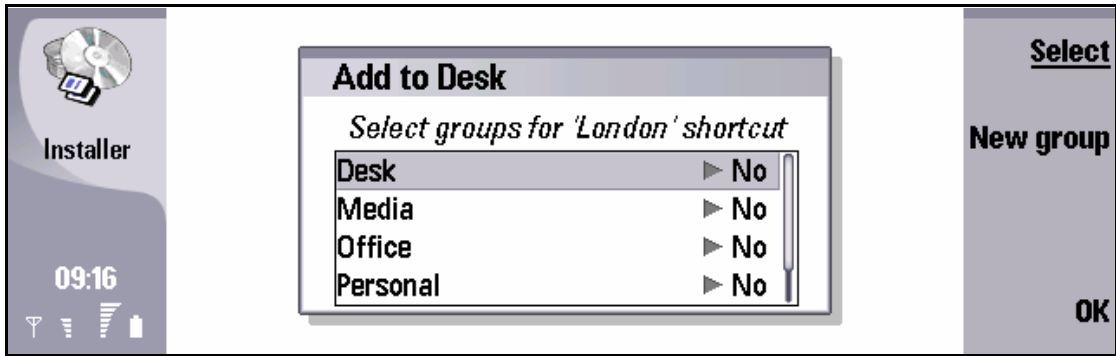 Installer
09:16
Add to Desk
Select groups for 'London' shortcut
Desk No
Media No
Office No
Personal No
Select
New group
OK